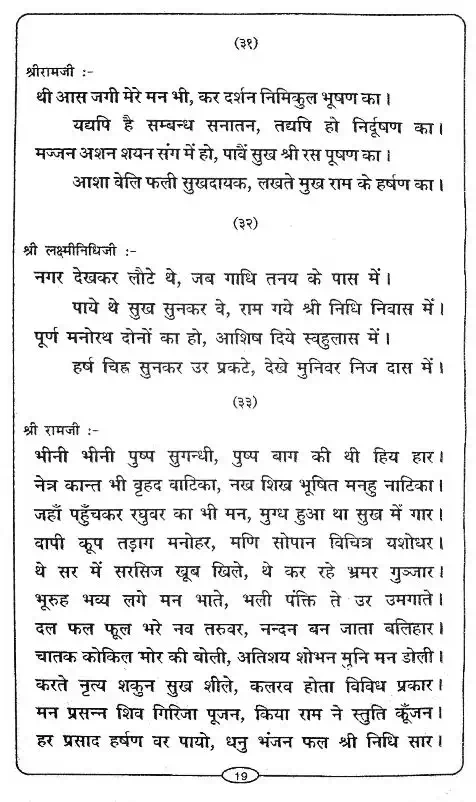 (३१)
श्रीरामजी :-
थी आस जगी मेरे मन भी, कर दर्शन निमिकुल भूषण का।
यद्यपि है सम्बन्ध सनातन, तद्यपि हो निर्दूषण का।
मज्जन अशन शयन संग में हो, पावैं सुख श्री रस पूषण का।
आशा वेलि फली सुखदायक, लखते मुख राम के हर्षण का।
(३२)
श्री लक्ष्मीनिधिजी :-
नगर देखकर लौटे थे, जब गाधि तनय के पास में।
पाये थे सुख सुनकर वे, राम गये श्री निधि निवास में।
पूर्ण मनोरथ दोनों का हो, आशिष दिये स्वहुलास में।
हर्ष चिह्न सुनकर उर प्रकटे, देखे मुनिवर निज दास में।
(३३)
श्री रामजी :-
भीनी भीनी पुष्प सुगन्धी, पुष्प बाग की थी हिय हार।
नेत्र कान्त भी बृहद वाटिका, नख शिख भूषित मनहु नाटिका।
जहाँ पहुँचकर रघुवर का भी मन, मुग्ध हुआ था सुख में गार।
वापी कूप तड़ाग मनोहर, मणि सोपान विचित्र यशोधर।
थे सर में सरसिज खूब खिले, थे कर रहे भ्रमर गुञ्जार।
भूरुह भव्य लगे मन भाते, भली पंक्ति ते उर उमगाते।
दल फल फूल भरे नव तरुवर, नन्दन बन जाता बलिहार।
चातक कोकिल मोर की बोली, अतिशय शोभन मुनि मन डोली।
करते नृत्य शकुन सुख शीले, कलरव होता विविध प्रकार।
मन प्रसन्न शिव गिरिजा पूजन, किया राम ने स्तुति कूँजन।
हर प्रसाद हर्षण वर पायो, धनु भंजन फल श्री निधि सार।
19